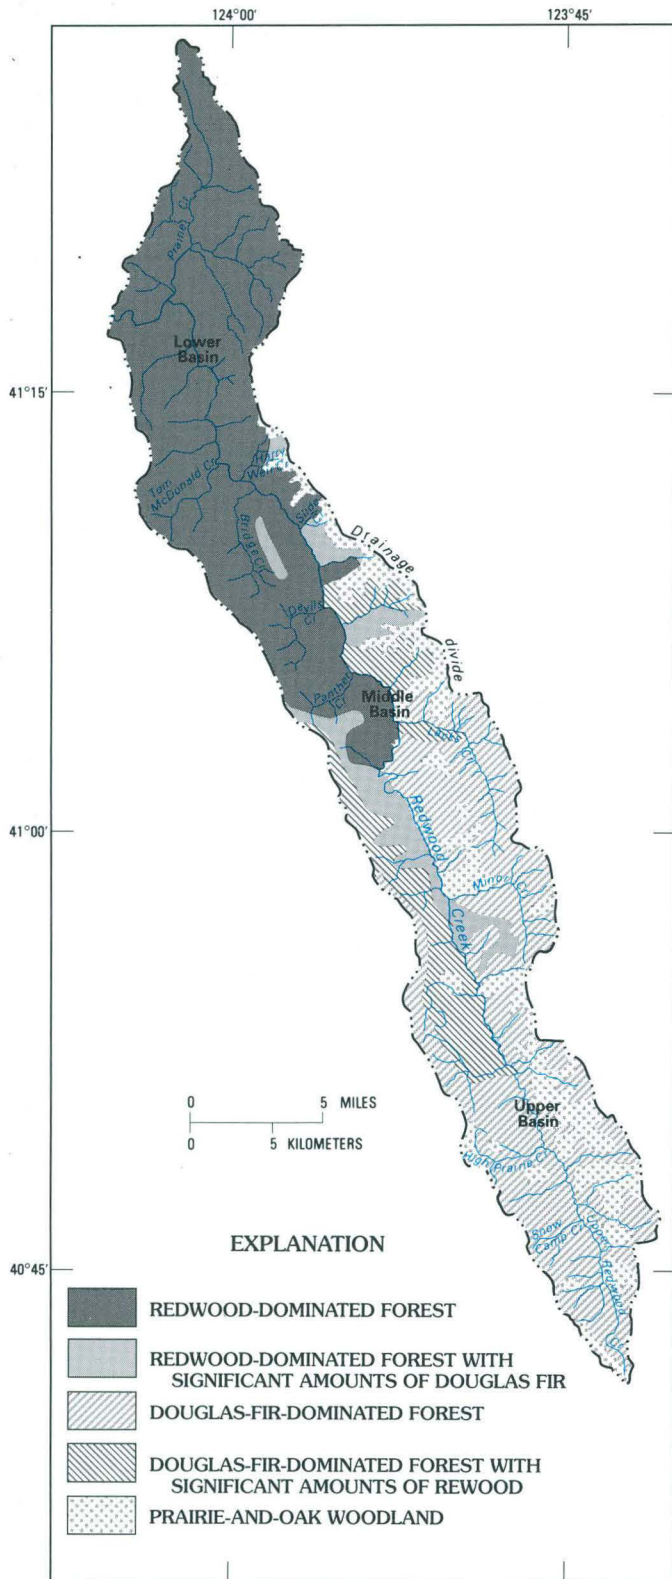 124°00'
123°45'
Prairie Cr
Lower
Basin
41°15'
Harry
Weir Cr
Tom
McDonald Cr
Slide
Cr
Bridge Cr
Drainage
divide
Devils
Cr
Panther
Cr
Middle
Basin
Lacks
Cr
41°00'
Redwood
Creek
Minor Cr
0 5 MILES
0 5 KILOMETERS
Upper
Basin
High Prairie Cr
Snow
Camp Cr
Upper Redwood Cr
40°45'
EXPLANATION
REDWOOD-DOMINATED FOREST
REDWOOD-DOMINATED FOREST WITH
SIGNIFICANT AMOUNTS OF DOUGLAS FIR
DOUGLAS-FIR-DOMINATED FOREST
DOUGLAS-FIR-DOMINATED FOREST WITH
SIGNIFICANT AMOUNTS OF REWOOD
PRAIRIE-AND-OAK WOODLAND